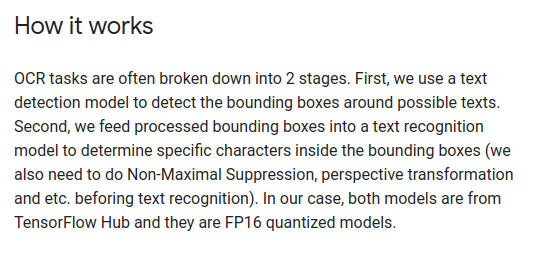 How it works
OCR tasks are often broken down into 2 stages. First, we use a text
detection model to detect the bounding boxes around possible texts.
Second, we feed processed bounding boxes into a text recognition
model to determine specific characters inside the bounding boxes (we
also need to do Non-Maximal Suppression, perspective transformation
and etc. beforing text recognition). In our case, both models are from
TensorFlow Hub and they are FP16 quantized models.